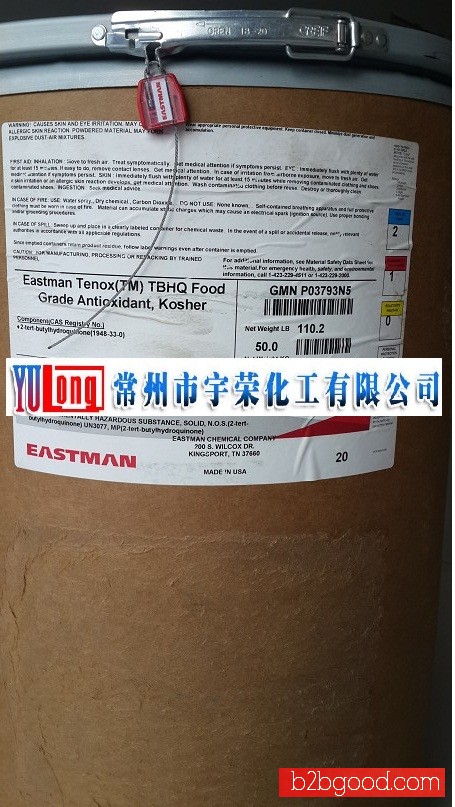 OPEN 18-20
EASTMAN
WARNING: CAUSES SKIN AND EYE IRRITATION. MAY
ALLERGIC SKIN REACTION. POWDERED MATERIAL MAY FORM
EXPLOSIVE DUST-AIR MIXTURES.
wear appropriate personal protective equipment. Keep container closed.
accumulation.
FIRST AID: INHALATION: Move to fresh air. Treat symptomatically. Get medical attention if symptoms persist. EYE: Immediately flush with plenty of water
for at least 15 minutes. If easy to do, remove contact lenses. Get medical attention. In case of irritation from airborne exposure, move to fresh air. Get
medical attention if symptoms persist. SKIN: Immediately flush with plenty of water for at least 15 minutes while removing contaminated clothing and shoes.
if skin irritation or an allergic skin reaction develops, get medical attention. Wash contaminated clothing before reuse. Destroy or thoroughly clean
contaminated shoes. INGESTION: Seek medical advice.
IN CASE OF FIRE: Use water spray, Dry chemical, Carbon Dioxide. DO NOT USE: None known. Self-contained breathing apparatus and full protective
clothing must be worn in case of fire. Material can accumulate static charges which may cause an electrical spark (ignition source). Use proper bonding
and/or grounding procedures.
IN CASE OF SPILL: Sweep up and place in a clearly labeled container for chemical waste. In the event of a spill or accidental release, notify relevant
authorities in accordance with all applicable regulations.
Since emptied containers retain product residue, follow label warnings even after container is emptied.
CAUTION: FOR MANUFACTURING, PROCESSING OR REPACKING BY TRAINED
PERSONNEL
For additional information, see Material Safety Data Sheet for
this material. For emergency health, safety, and environmental
information, call 1-423-229-4511 or 1-423-229-2000
2
1
0
Eastman Tenox(TM) TBHQ Food
Grade Antioxidant, Kosher
GMN P03793N5
Component(CAS Registry No.)
•2-tert-butylhydroquinone(1948-33-0)
Net Weight LB 110.2
50.0
PERSONAL
PROTECTION
YULong 常州市宇荣化工有限公司
ENVIRONMENTALLY HAZARDOUS SUBSTANCE, SOLID, N.O.S.(2-tert-
butylhydroquinone) UN3077, MP(2-tert-butylhydroquinone)
EASTMAN CHEMICAL COMPANY
700 S. WILCOX DR.
KINGSPORT, TN 37660
EASTMAN
20
MADE IN USA
b2bgood.com